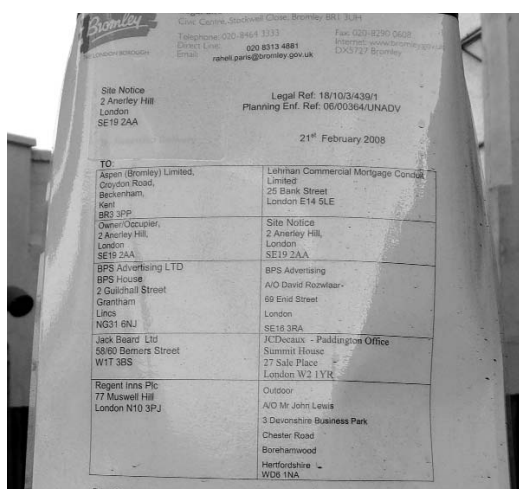 Bromley
THE LONDON BOROUGH
Civic Centre, Stockwell Close, Bromley BR1 3UH
Telephone: 020-8464 3333
Fax: 020-8290 0608
Direct Line: 020 8313 4881
Internet: www.bromley.gov.uk
Email: raheli.paris@bromley.gov.uk
DX5727 Bromley
Site Notice
2 Anerley Hill
London
SE19 2AA
Legal Ref: 18/10/3/439/1
Planning Enf. Ref: 06/00364/UNADV
21st February 2008
TO:
Aspen (Bromley) Limited,
Croydon Road,
Beckenham,
Kent
BR3 3PP
Lehman Commercial Mortgage Conduit
Limited
25 Bank Street
London E14 5LE
Owner/Occupier,
2 Anerley Hill,
London
SE19 2AA
Site Notice
2 Anerley Hill,
London
SE19 2AA
BPS Advertising LTD
BPS House
2 Guildhall Street
Grantham
Lincs
NG31 6NJ
BPS Advertising
A/O David Rozwlaer
69 Enid Street
London
SE16 3RA
Jack Beard Ltd
58/60 Berners Street
W1T 3BS
JCDecaux - Paddington Office
Summit House
27 Sale Place
London W2 1YR
Regent Inns Plc
77 Muswell Hill
London N10 3PJ
Outdoor
A/O Mr John Lewis
3 Devonshire Business Park
Chester Road
Borehamwood
Hertfordshire
WD6 1NA